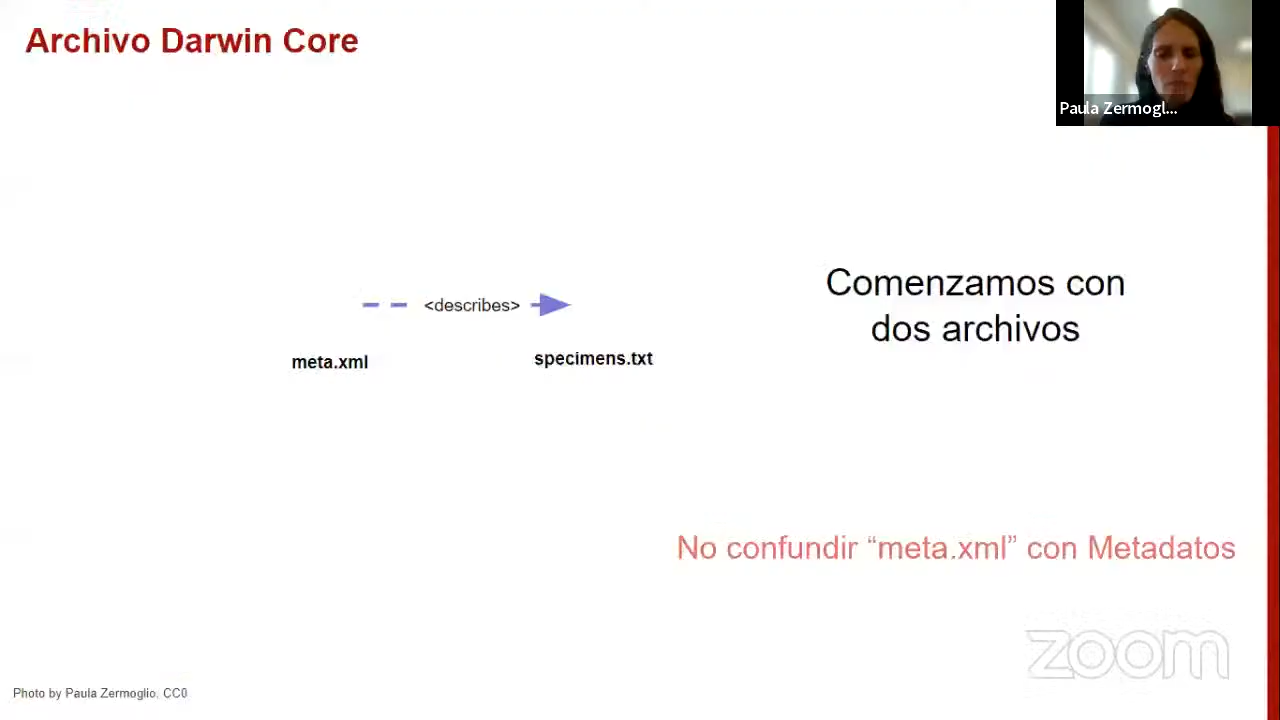 Archivo Darwin Core
Paula Zermogl...
<describes>
meta.xml
specimens.txt
Comenzamos con
dos archivos
No confundir “meta.xml” con Metadatos
zoom
Photo by Paula Zermoglio. CC0